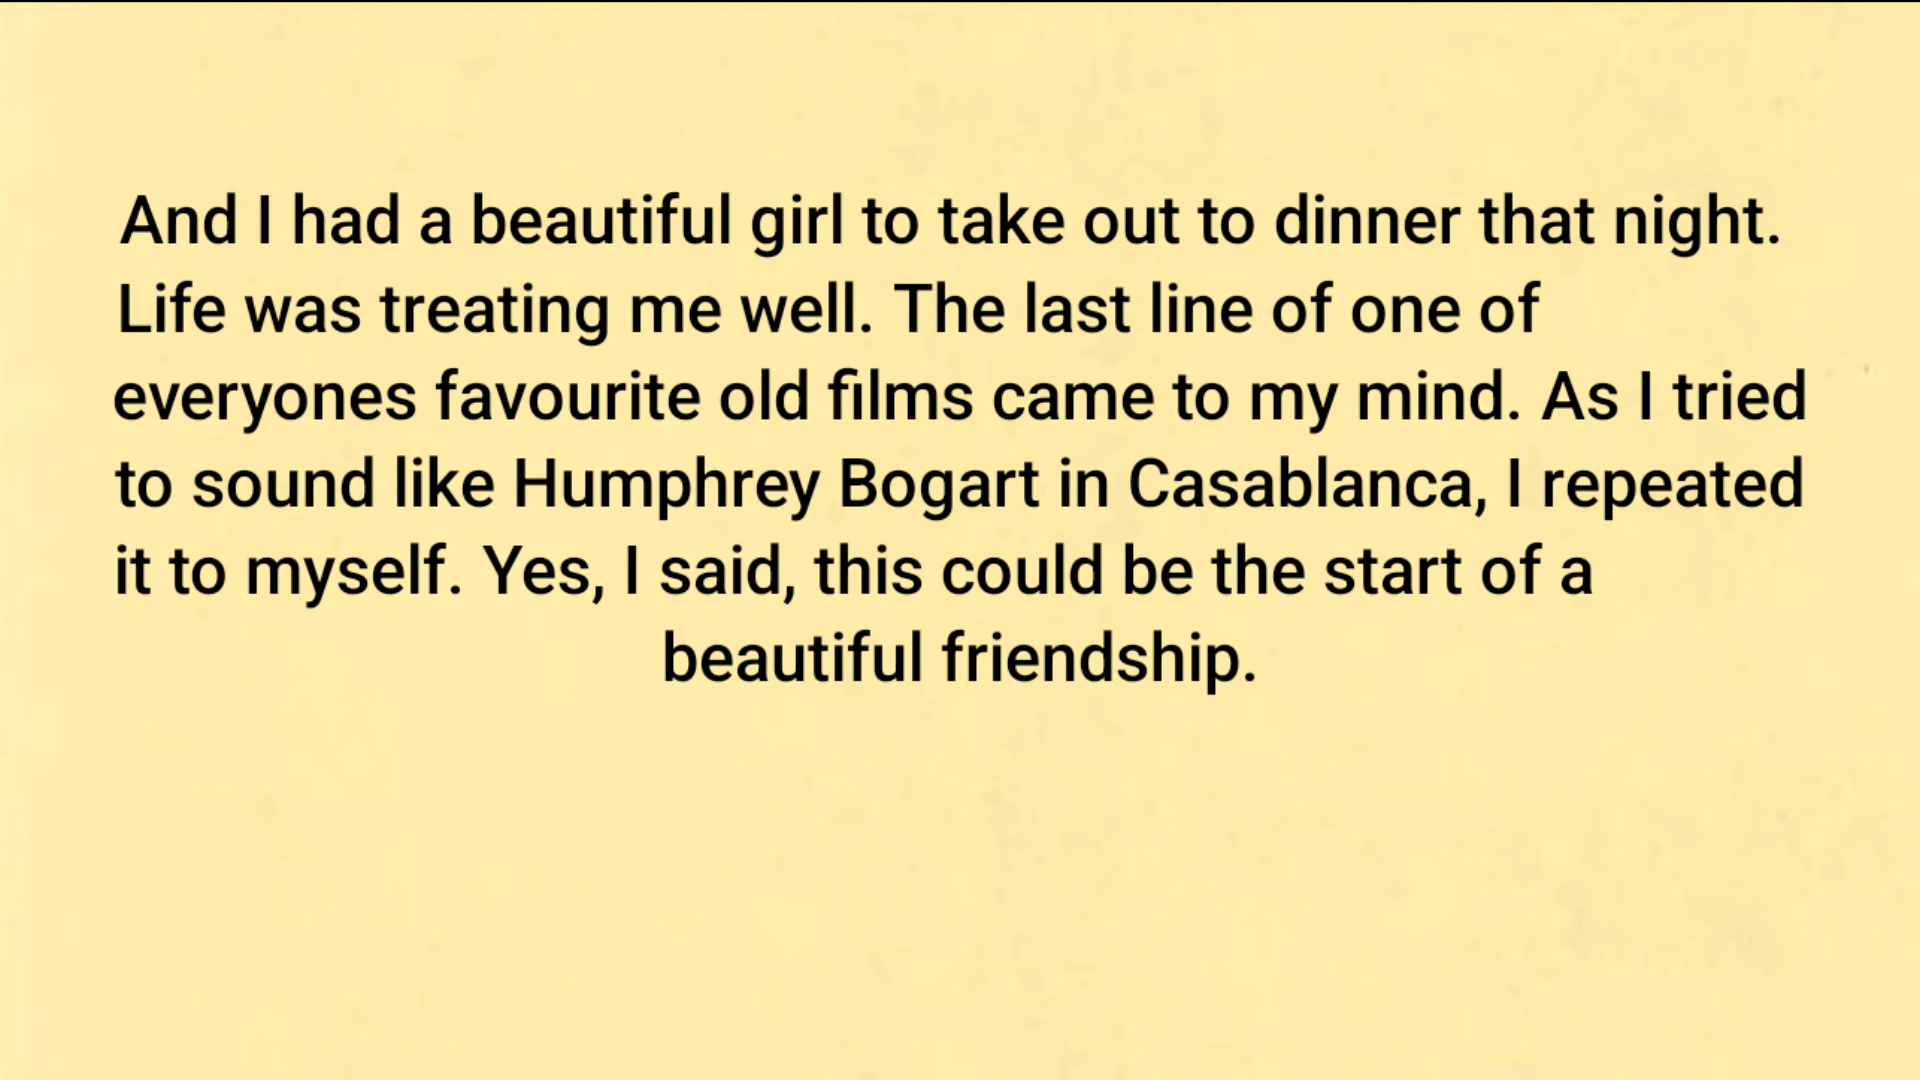 And I had a beautiful girl to take out to dinner that night.
Life was treating me well. The last line of one of
everyones favourite old films came to my mind. As I tried
to sound like Humphrey Bogart in Casablanca, I repeated
it to myself. Yes, I said, this could be the start of a
beautiful friendship.